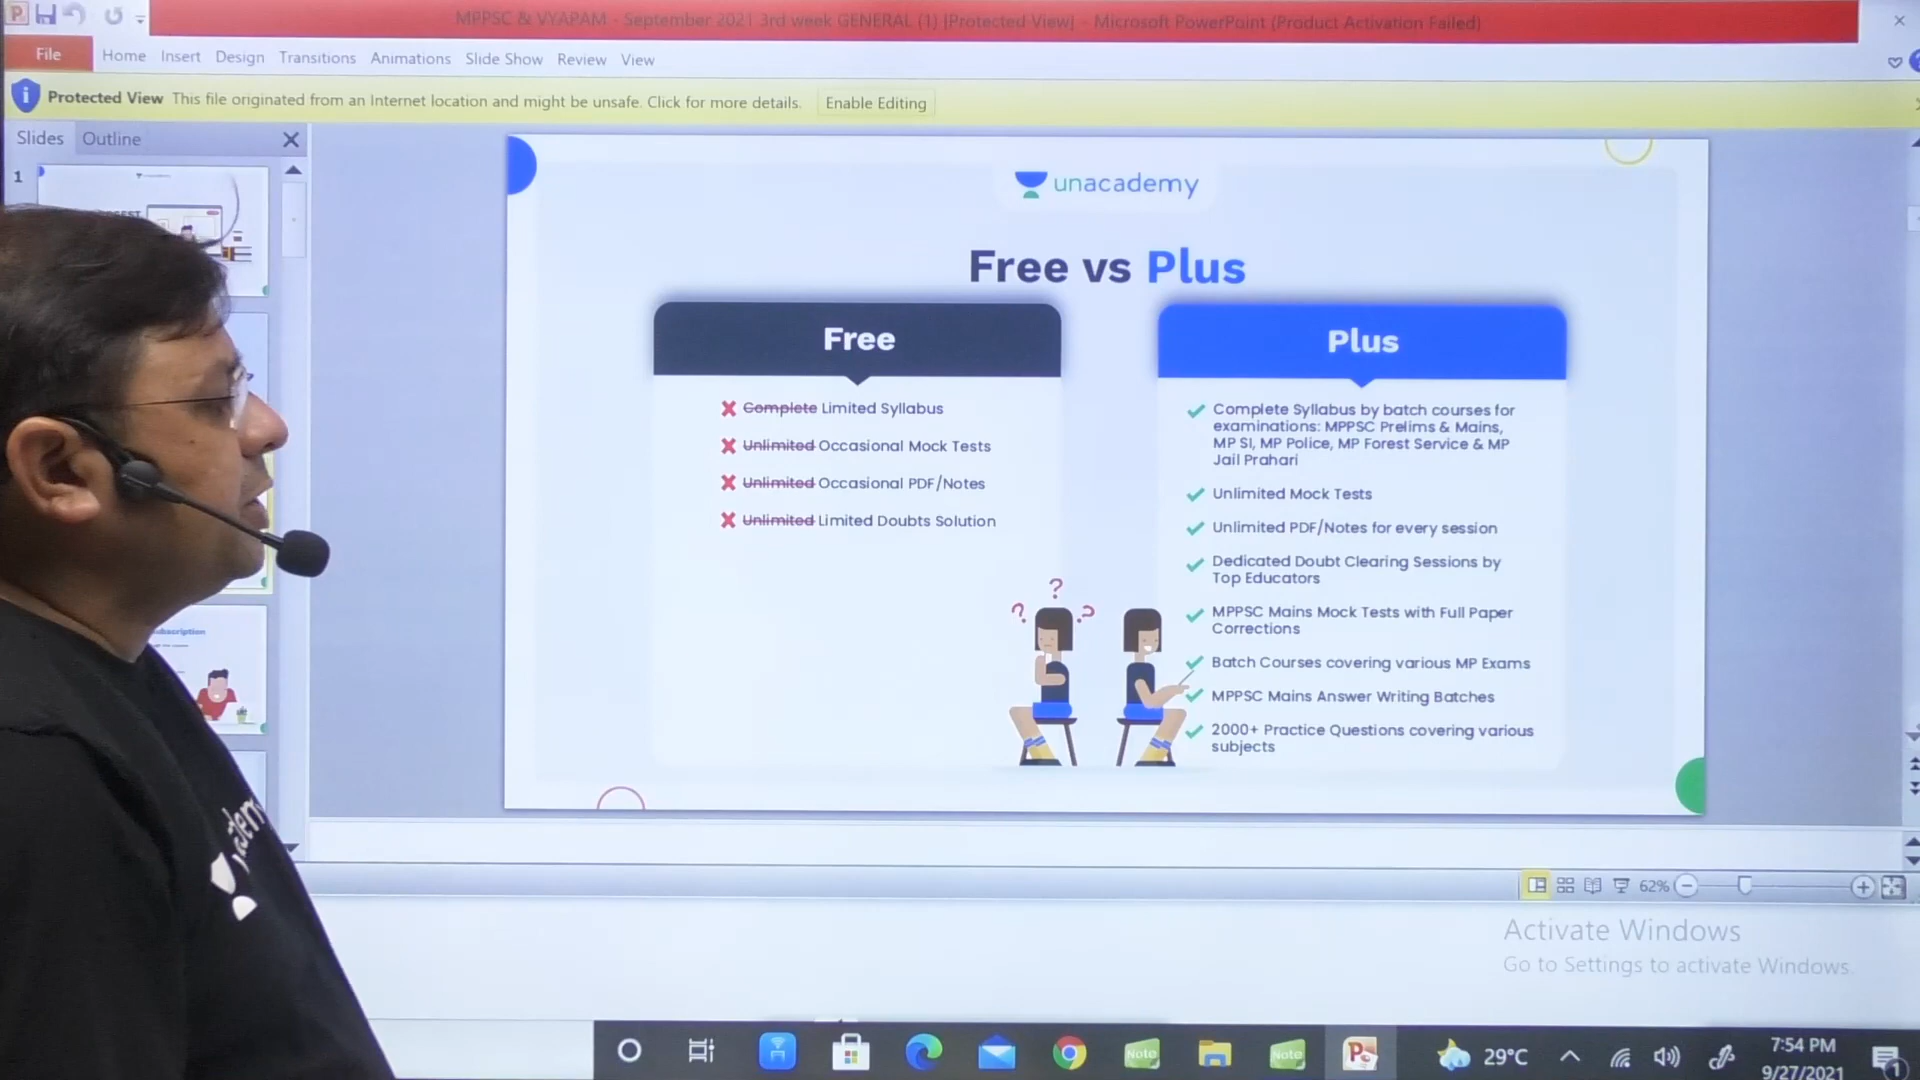 MPPSC & VYAPAM - September 2021 3rd week GENERAL (1) [Protected View] - Microsoft PowerPoint (Product Activation Failed)
File Home Insert Design Transitions Animations Slide Show Review View
Protected View This file originated from an Internet location and might be unsafe. Click for more details. Enable Editing
Slides Outline
1
unacademy
Free vs Plus
Free
Complete Limited Syllabus
Unlimited Occasional Mock Tests
Unlimited Occasional PDF/Notes
Unlimited Limited Doubts Solution
Plus
Complete Syllabus by batch courses for
examinations: MPPSC Prelims & Mains,
MP SI, MP Police, MP Forest Service & MP
Jail Prahari
Unlimited Mock Tests
Unlimited PDF/Notes for every session
Dedicated Doubt Clearing Sessions by
Top Educators
MPPSC Mains Mock Tests with Full Paper
Corrections
Batch Courses covering various MP Exams
MPPSC Mains Answer Writing Batches
2000+ Practice Questions covering various
subjects
? ? ?
62%
Activate Windows
Go to Settings to activate Windows.
Note
Note
29°C
7:54 PM
9/27/2021
1